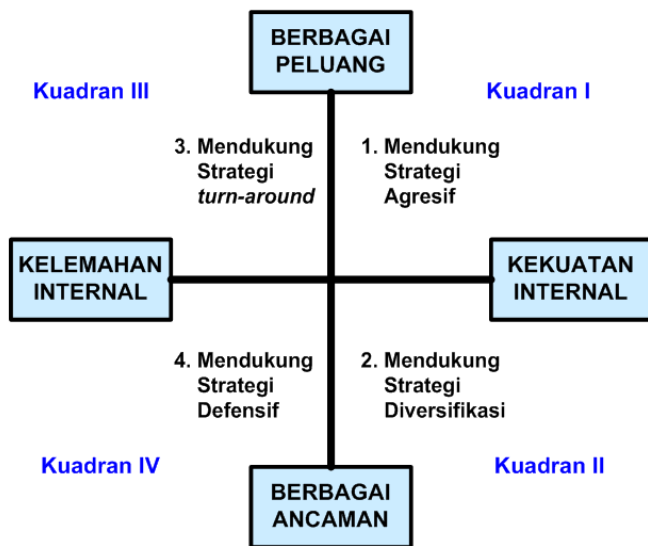 BERBAGAI
PELUANG
Kuadran III
Kuadran I
3. Mendukung
Strategi
turn-around
1. Mendukung
Strategi
Agresif
KELEMAHAN
INTERNAL
KEKUATAN
INTERNAL
4. Mendukung
Strategi
Defensif
2. Mendukung
Strategi
Diversifikasi
Kuadran IV
Kuadran II
BERBAGAI
ANCAMAN